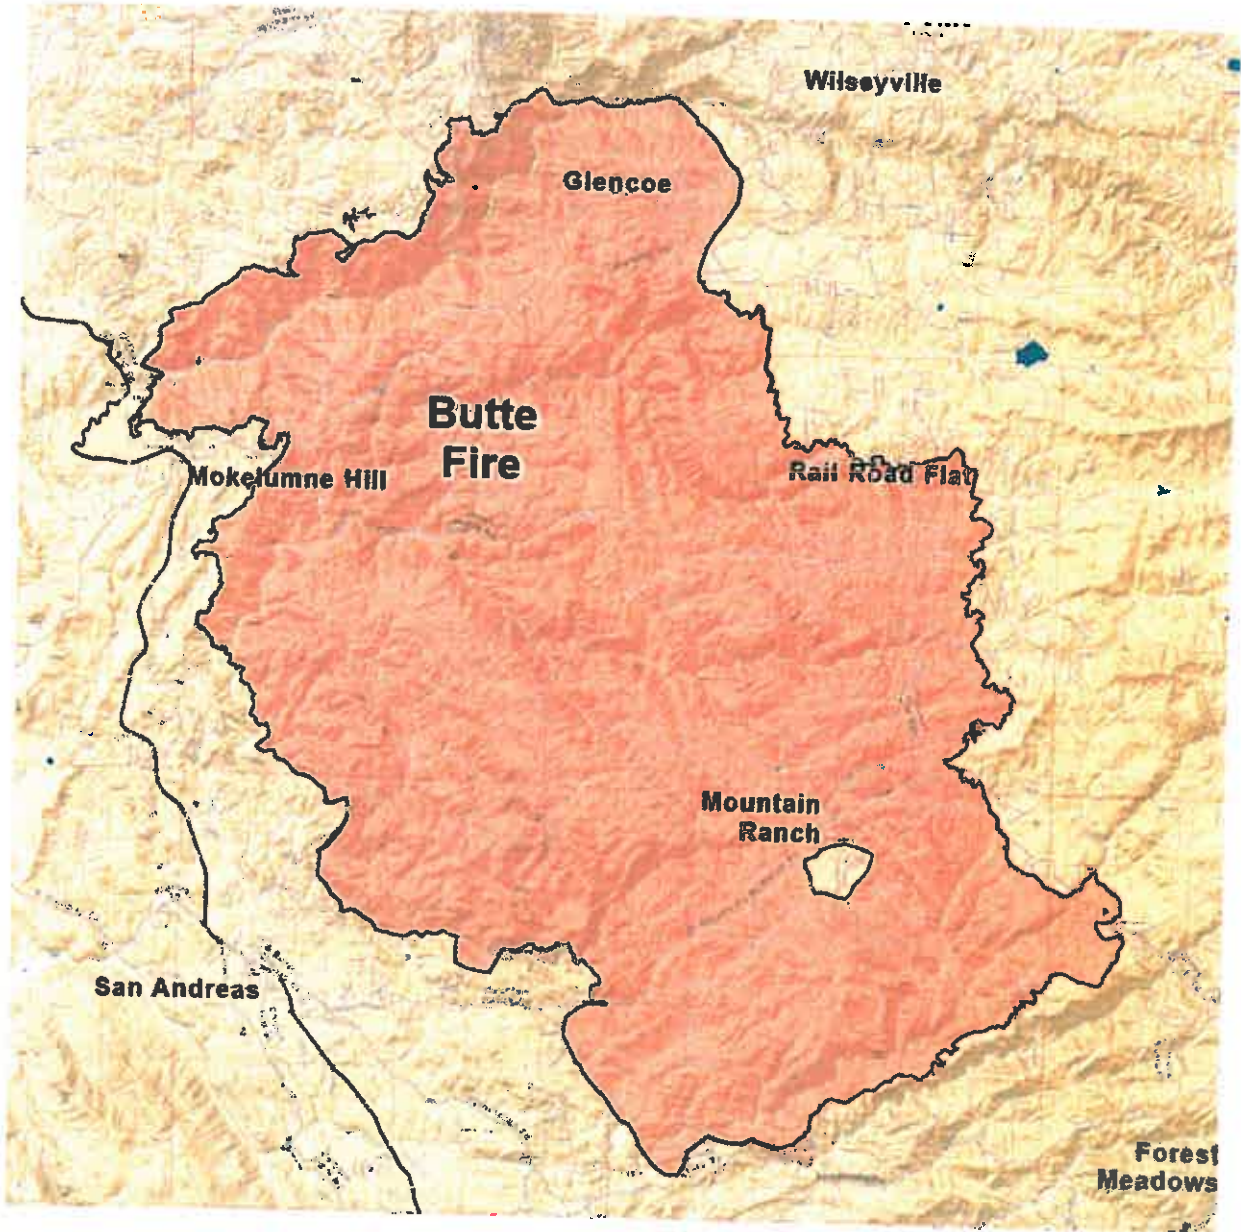 Wilseyville
Glencoe
Butte
Fire
Mokelumne Hill
Rail Road Flat
Mountain
Ranch
San Andreas
Forest
Meadows